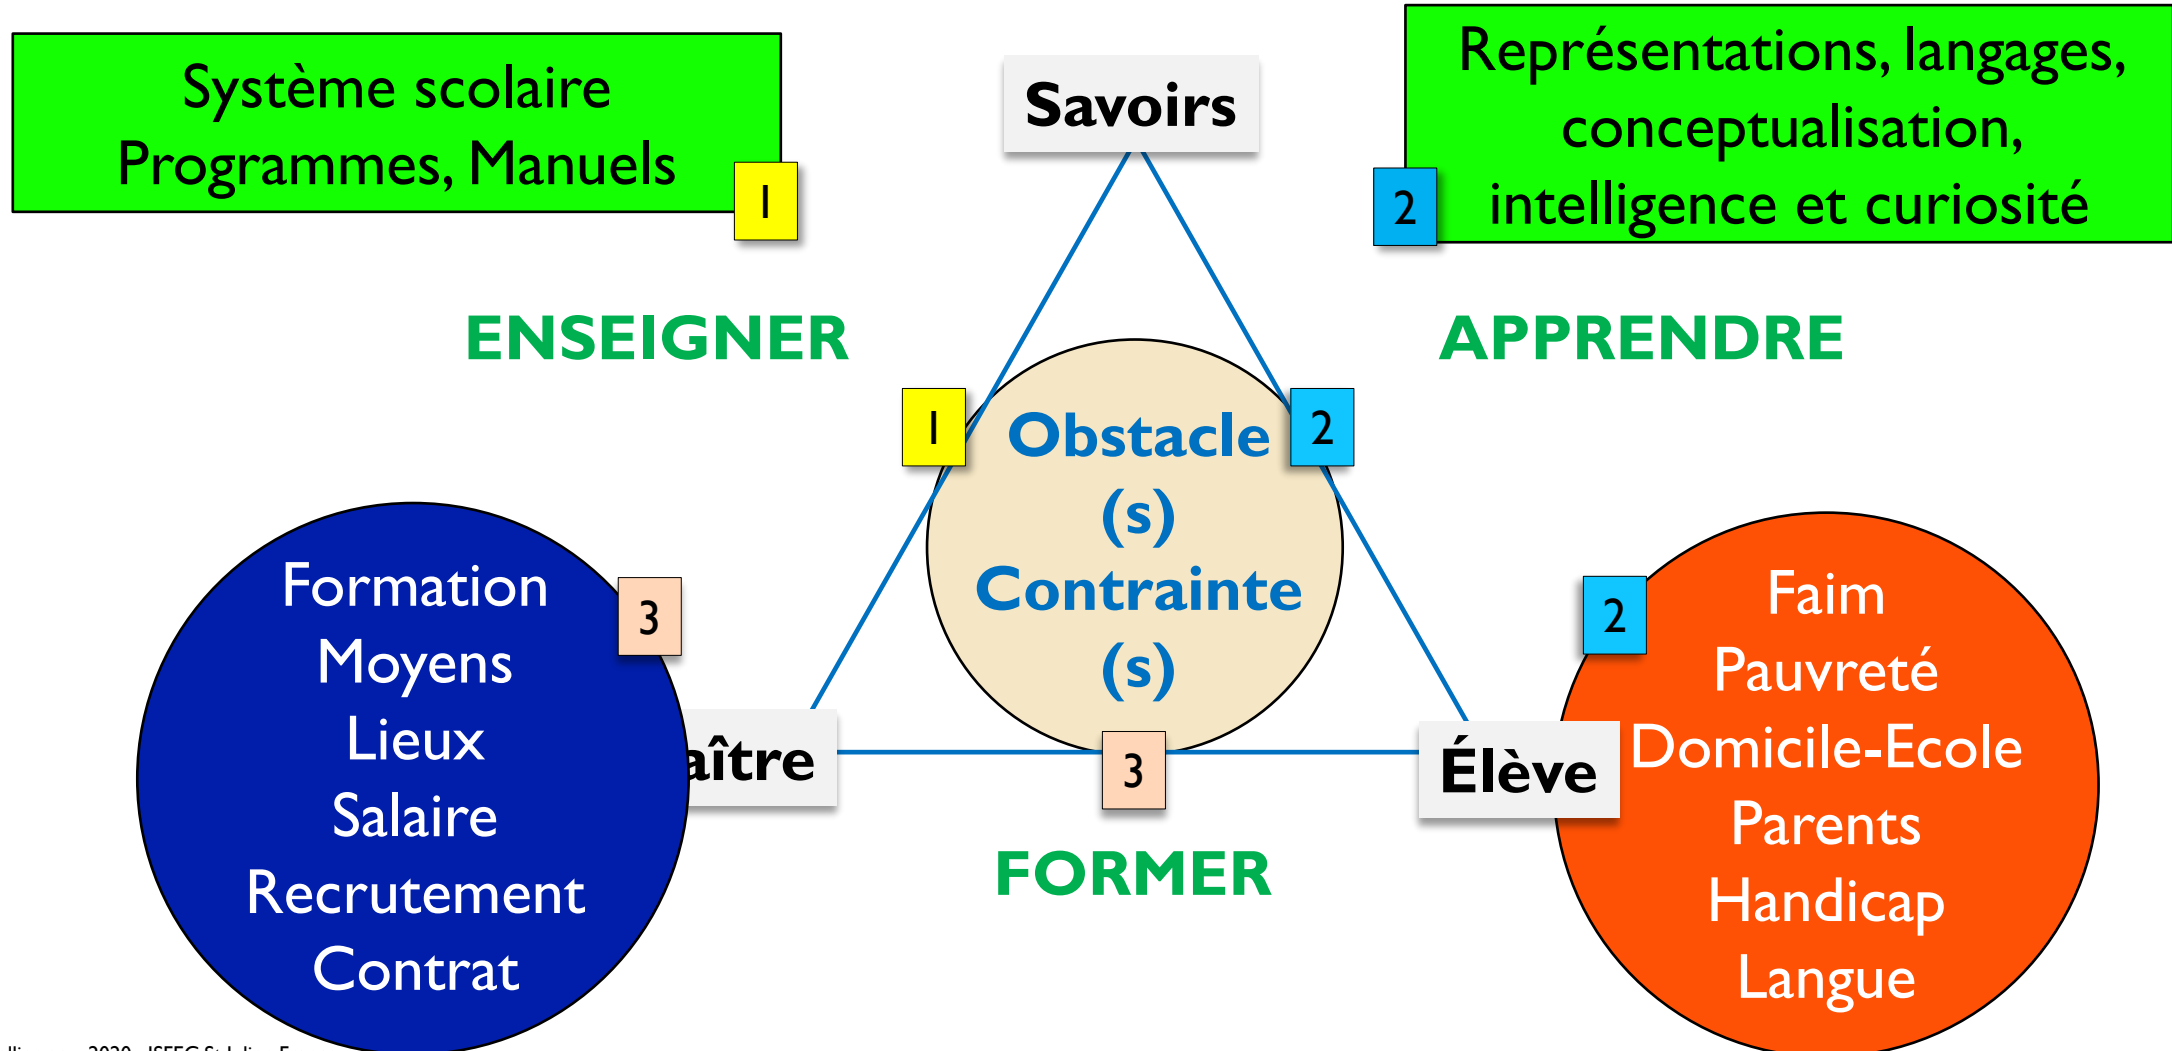 Système scolaire
Programmes, Manuels
1
Savoirs
Représentations, langages,
conceptualisation,
intelligence et curiosité
2
ENSEIGNER
APPRENDRE
1
2
Obstacle
(s)
Contrainte
(s)
Formation
Moyens
Lieux
Salaire
Recrutement
Contrat
3
aître
3
Élève
2
Faim
Pauvreté
Domicile-Ecole
Parents
Handicap
Langue
FORMER
2020